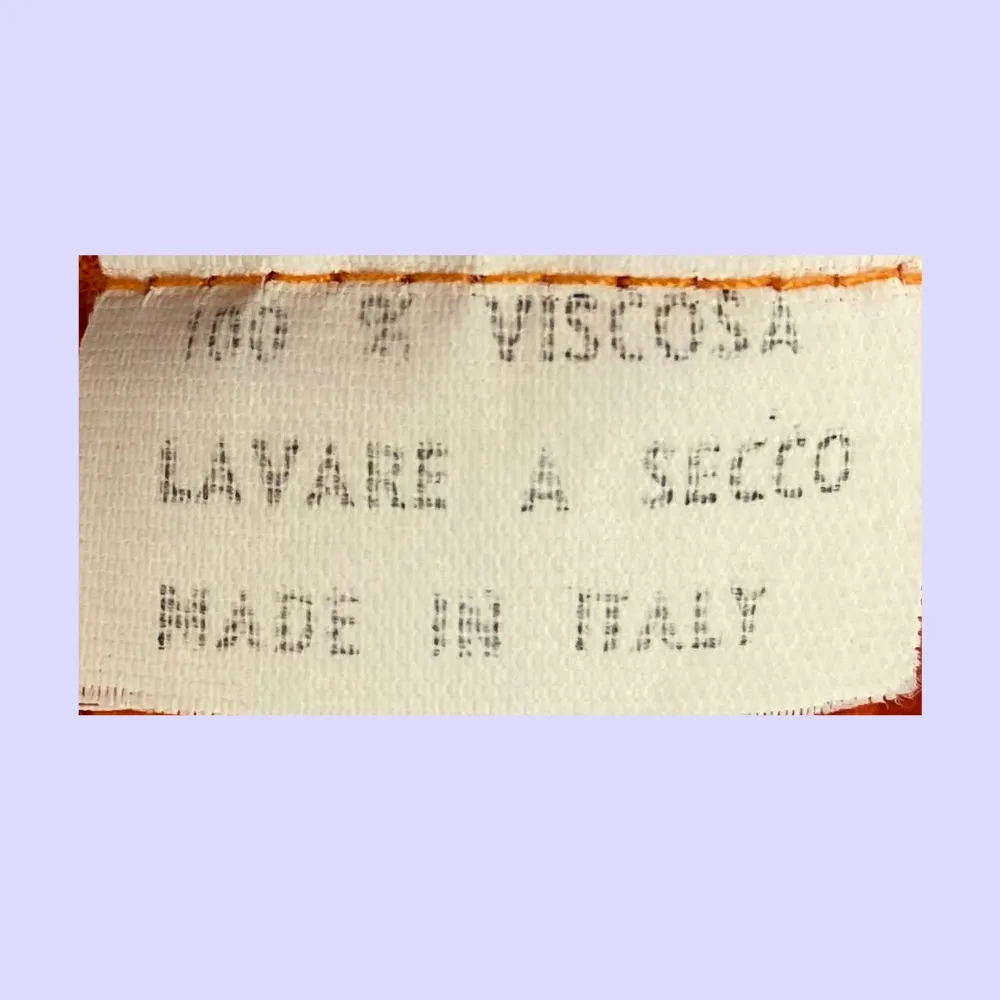 100 % VISCOSA
LAVARE A SECCO
MADE IN ITALY